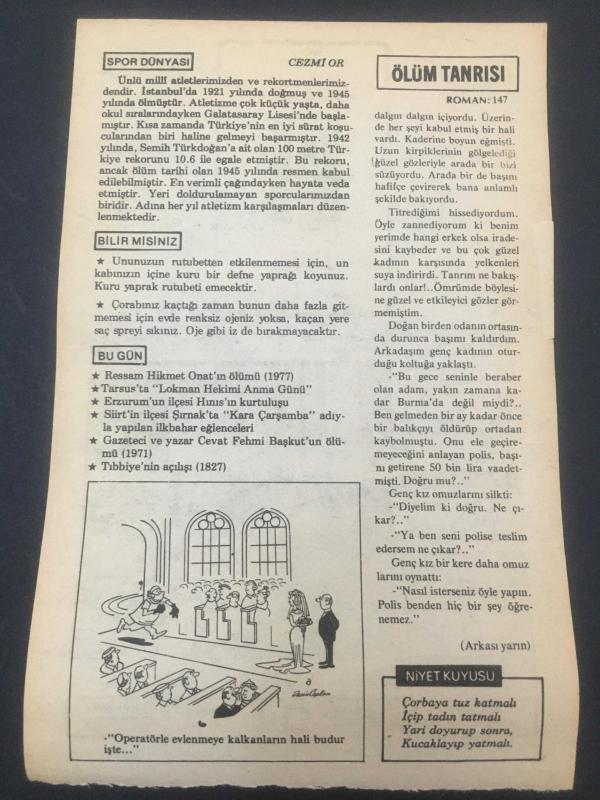 SPOR DÜNYASI
CEZMİ OR
Ünlü millî atletlerimizden ve rekortmenlerimiz-
dendir. İstanbul'da 1921 yılında doğmuş ve 1945
yılında ölmüştür. Atletizme çok küçük yaşta, daha
okul sıralarındayken Galatasaray Lisesi'nde başla-
mıştır. Kısa zamanda Türkiye'nin en iyi sürat koşu-
cularından biri haline gelmeyi başarmıştır. 1942
yılında, Semih Türkdoğan'a ait olan 100 metre Tür-
kiye rekorunu 10.6 ile egale etmiştir. Bu rekoru,
ancak ölüm tarihi olan 1945 yılında resmen kabul
edilebilmiştir. En verimli çağındayken hayata veda
etmiştir. Yeri doldurulamayan sporcularımızdan
biridir. Adına her yıl atletizm karşılaşmaları düzen-
lenmektedir.
BİLİR MİSİNİZ
★ Ununuzun rutubetten etkilenmemesi için, un
kabınızın içine kuru bir defne yaprağı koyunuz.
Kuru yaprak rutubeti emecektir.
★ Çorabınız kaçtığı zaman bunun daha fazla git-
memesi için evde renksiz ojeniz yoksa, kaçan yere
saç spreyi sıkınız. Oje gibi iz de bırakmayacaktır.
BU GÜN
★ Ressam Hikmet Onat'ın ölümü (1977)
★ Tarsus'ta "Lokman Hekimi Anma Günü"
★ Erzurum'un ilçesi Hınıs'ın kurtuluşu
★ Siirt'in ilçesi Şırnak'ta "Kara Çarşamba" adıy-
la yapılan ilkbahar eğlenceleri
★ Gazeteci ve yazar Cevat Fehmi Başkut'un ölü-
mü (1971)
★ Tıbbiye'nin açılışı (1827)
-"Operatörle evlenmeye kalkanların hali budur
işte..."
ÖLÜM TANRISI
ROMAN: 147
dalgın dalgın içiyordu. Üzerin-
de her şeyi kabul etmiş bir hali
vardı. Kaderine boyun eğmişti.
Uzun kirpiklerinin gölgelediği
güzel gözleriyle arada bir bizi
süzüyordu. Arada bir de başını
hafifçe çevirerek bana anlamlı
şekilde bakıyordu.
Titrediğimi hissediyordum.
Öyle zannediyorum ki benim
yerimde hangi erkek olsa irade-
sini kaybeder ve bu çok güzel
kadının karşısında yelkenleri
suya indirirdi. Tanrım ne bakış-
lardı onlar!..Ömrümde böylesi-
ne güzel ve etkileyici gözler gör-
memiştim.
Doğan birden odanın ortasın-
da durunca başımı kaldırdım.
Arkadaşım genç kadının otur-
duğu koltuğa yaklaştı.
-"Bu gece seninle beraber
olan adam, yakın zamana ka-
dar Burma'da değil miydi?..
Ben gelmeden bir ay kadar önce
bir balıkçıyı öldürüp ortadan
kaybolmuştu. Onu ele geçire-
meyeceğini anlayan polis, başı-
nı getirene 50 bin lira vaadet-
mişti. Doğru mu?.."
Genç kız omuzlarını silkti:
-"Diyelim ki doğru. Ne çı-
kar?.."
-"Ya ben seni polise teslim
edersem ne çıkar?.."
Genç kız bir kere daha omuz
larını oynattı:
-"Nasıl isterseniz öyle yapın.
Polis benden hiç bir şey öğre-
nemez."
(Arkası yarın)
NİYET KUYUSU
Çorbaya tuz katmalı
İçip tadın tatmalı
Yari doyurup sonra,
Kucaklayıp yatmalı.